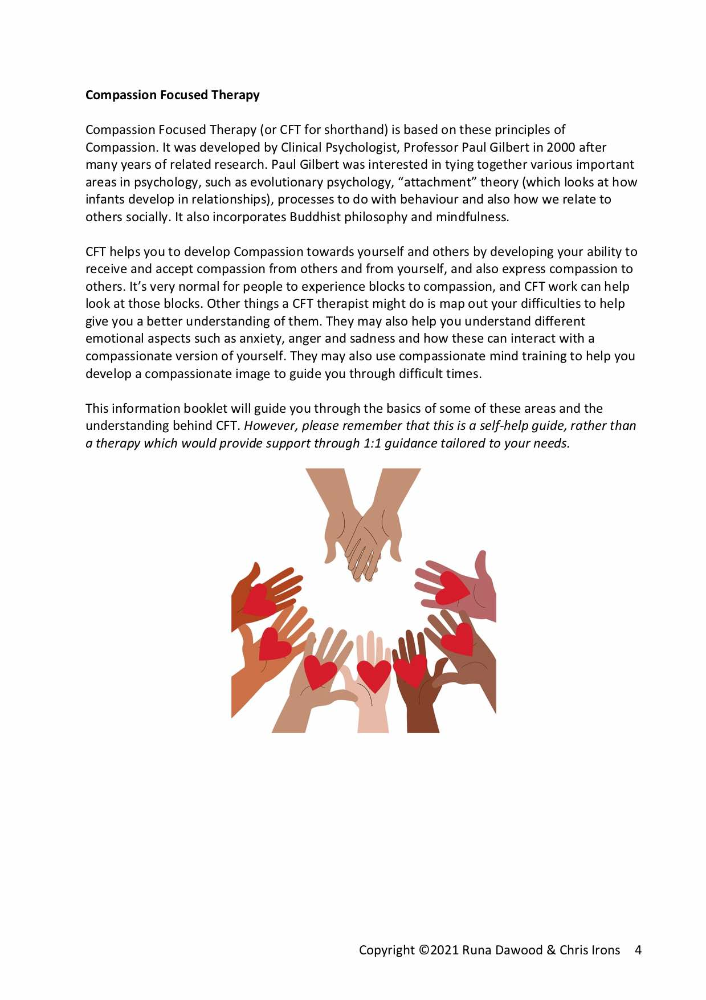 Compassion Focused Therapy
Compassion Focused Therapy (or CFT for shorthand) is based on these principles of
Compassion. It was developed by Clinical Psychologist, Professor Paul Gilbert in 2000 after
many years of related research. Paul Gilbert was interested in tying together various important
areas in psychology, such as evolutionary psychology, “attachment” theory (which looks at how
infants develop in relationships), processes to do with behaviour and also how we relate to
others socially. It also incorporates Buddhist philosophy and mindfulness.
CFT helps you to develop Compassion towards yourself and others by developing your ability to
receive and accept compassion from others and from yourself, and also express compassion to
others. It’s very normal for people to experience blocks to compassion, and CFT work can help
look at those blocks. Other things a CFT therapist might do is map out your difficulties to help
give you a better understanding of them. They may also help you understand different
emotional aspects such as anxiety, anger and sadness and how these can interact with a
compassionate version of yourself. They may also use compassionate mind training to help you
develop a compassionate image to guide you through difficult times.
This information booklet will guide you through the basics of some of these areas and the
understanding behind CFT. However, please remember that this is a self-help guide, rather than
a therapy which would provide support through 1:1 guidance tailored to your needs.
Copyright ©2021 Runa Dawood & Chris Irons 4